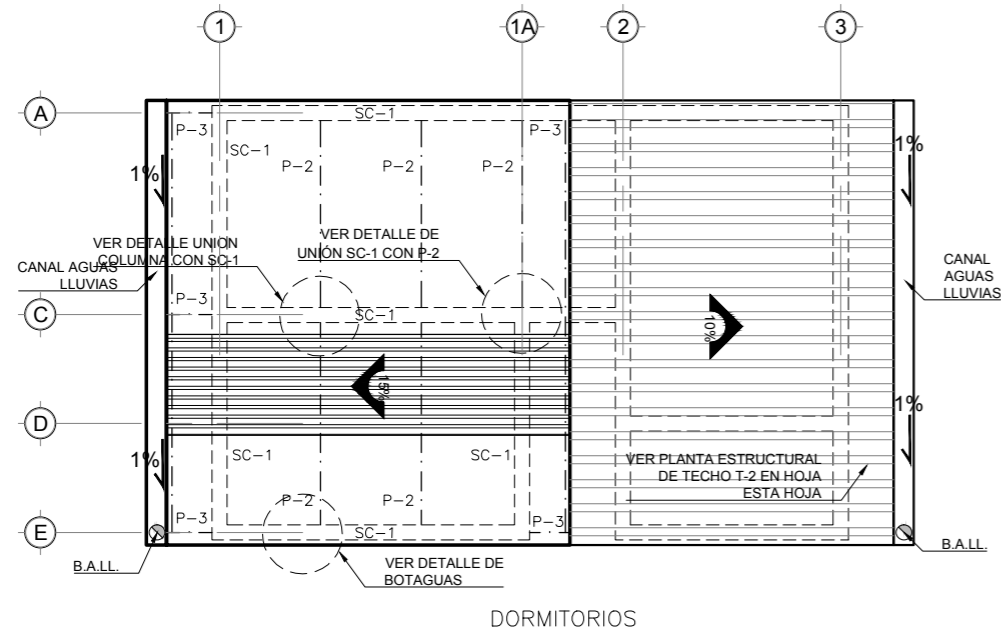 1
1A
2
3
A
SC-1
P-3
P-3
SC-1
P-2
P-2
P-2
1%
1%
VER DETALLE UNION
COLUMNA CON SC-1
VER DETALLE DE
UNIÓN SC-1 CON P-2
CANAL AGUAS
LLUVIAS
CANAL
AGUAS
LLUVIAS
P-3
C
SC-1
10%
15%
D
1%
1%
SC-1
SC-1
VER PLANTA ESTRUCTURAL
DE TECHO T-2 EN HOJA
ESTA HOJA
P-2
P-2
P-3
P-3
E
SC-1
B.A.LL.
B.A.LL.
VER DETALLE DE
BOTAGUAS
DORMITORIOS